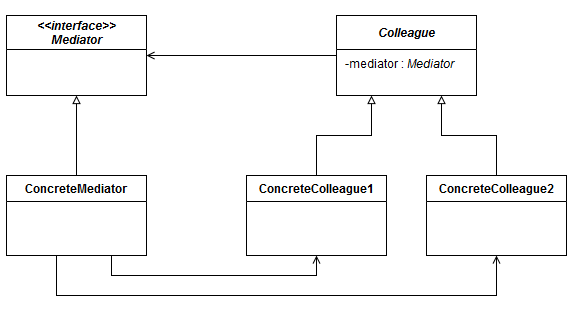 <<interface>>
Mediator
Colleague
-mediator : Mediator
ConcreteMediator
ConcreteColleague1
ConcreteColleague2